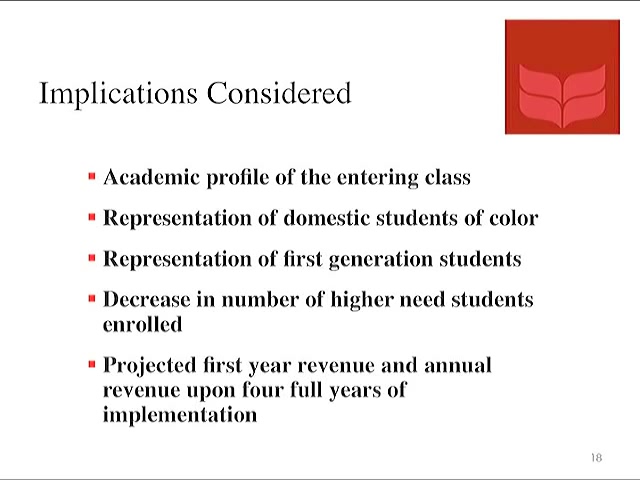 Implications Considered
Academic profile of the entering class
Representation of domestic students of color
Representation of first generation students
Decrease in number of higher need students
enrolled
Projected first year revenue and annual
revenue upon four full years of
implementation
18